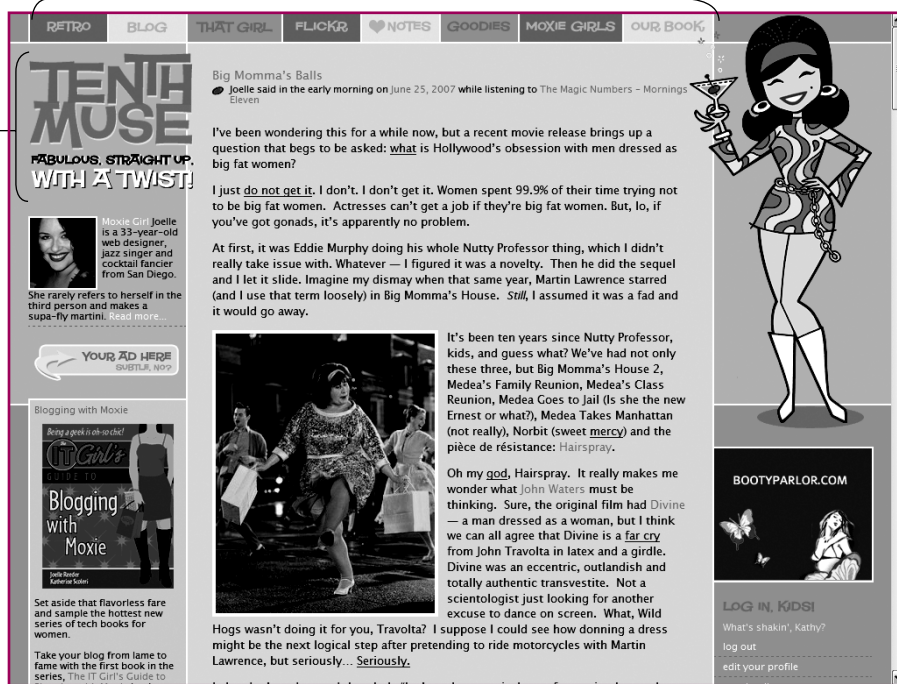 RETRO BLOG THAT GIRL FLICKR NOTES GOODIES MOXIE GIRLS OUR BOOK
TENTH
MUSE
FABULOUS, STRAIGHT UP.
WITH A TWIST!
Moxie Girl Joelle
is a 33-year-old
web designer,
jazz singer and
cocktail fancier
from San Diego.
She rarely refers to herself in the
third person and makes a
supa-fly martini. Read more...
YOUR AD HERE
SUBTLE, NO?
Blogging with Moxie
Being a geek is oh-so chic!
IT Girl's
GUIDE TO
Blogging
with
Moxie
Joelle Reeder
Katherine Scoleri
Set aside that flavorless fare
and sample the hottest new
series of tech books for
women.
Take your blog from lame to
fame with the first book in the
series, The IT Girl's Guide to
Big Momma's Balls
Joelle said in the early morning on June 25, 2007 while listening to The Magic Numbers – Mornings
Eleven
I've been wondering this for a while now, but a recent movie release brings up a
question that begs to be asked: what is Hollywood's obsession with men dressed as
big fat women?
I just do not get it. I don't. I don't get it. Women spent 99.9% of their time trying not
to be big fat women. Actresses can't get a job if they're big fat women. But, lo, if
you've got gonads, it's apparently no problem.
At first, it was Eddie Murphy doing his whole Nutty Professor thing, which I didn't
really take issue with. Whatever — I figured it was a novelty. Then he did the sequel
and I let it slide. Imagine my dismay when that same year, Martin Lawrence starred
(and I use that term loosely) in Big Momma's House. Still, I assumed it was a fad and
it would go away.
It's been ten years since Nutty Professor,
kids, and guess what? We've had not only
these three, but Big Momma's House 2,
Medea's Family Reunion, Medea's Class
Reunion, Medea Goes to Jail (Is she the new
Ernest or what?), Medea Takes Manhattan
(not really), Norbit (sweet mercy) and the
pièce de résistance: Hairspray.
Oh my god, Hairspray. It really makes me
wonder what John Waters must be
thinking. Sure, the original film had Divine
— a man dressed as a woman, but I think
we can all agree that Divine is a far cry
from John Travolta in latex and a girdle.
Divine was an eccentric, outlandish and
totally authentic transvestite. Not a
scientologist just looking for another
excuse to dance on screen. What, Wild
Hogs wasn't doing it for you, Travolta? I suppose I could see how donning a dress
might be the next logical step after pretending to ride motorcycles with Martin
Lawrence, but seriously... Seriously.
BOOTYPARLOR.COM
LOG IN, KIDS!
What's shakin', Kathy?
log out
edit your profile